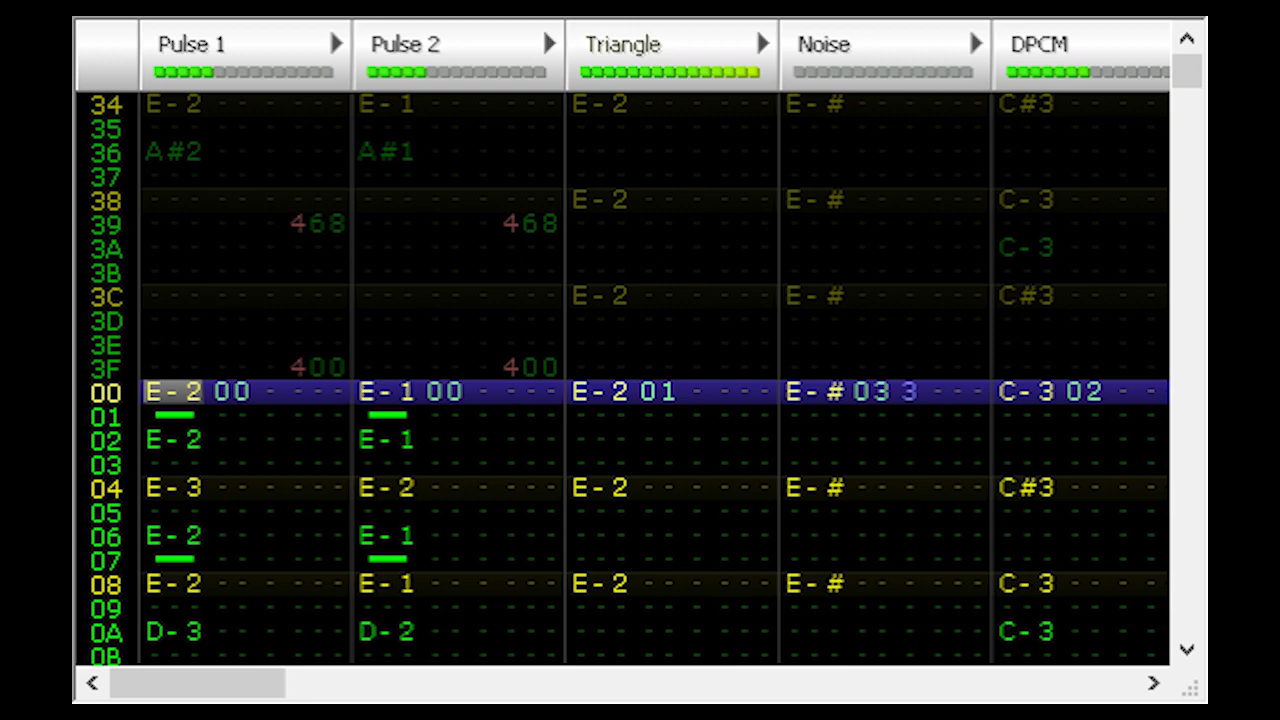 Pulse 1 Pulse 2 Triangle Noise DPCM
34 E-2 E-1 E-2 E-# C#3
35
36 A#2 A#1
37
38 E-2 E-# C-3
39 468 468
3A C-3
3B
3C E-2 E-# C#3
3D
3E
3F 400 400
00 E-2 00 E-1 00 E-2 01 E-# 03 3 C-3 02
01
02 E-2 E-1
03
04 E-3 E-2 E-2 E-# C#3
05
06 E-2 E-1
07
08 E-2 E-1 E-2 E-# C-3
09
0A D-3 D-2 C-3
0B